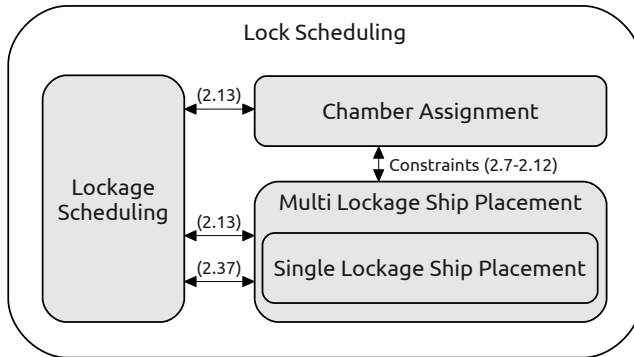 Lock Scheduling
(2.13)
Chamber Assignment
Constraints (2.7-2.12)
Lockage
Scheduling
Multi Lockage Ship Placement
(2.13)
Single Lockage Ship Placement
(2.37)